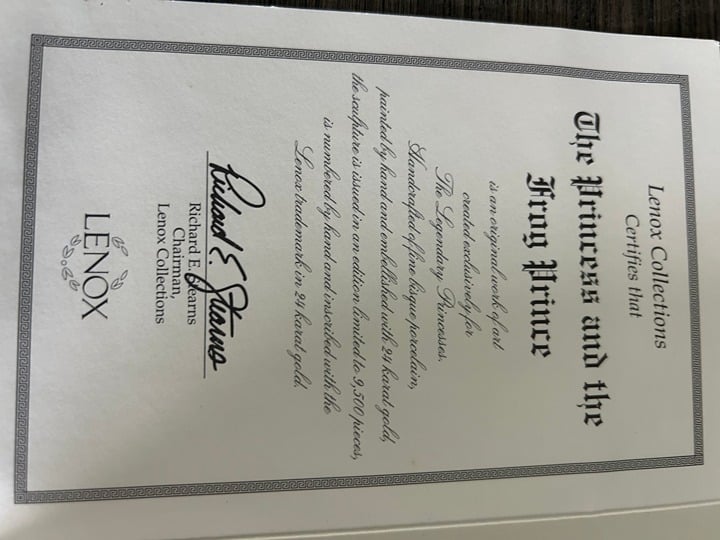 Lenox Collections
Certifies that
The Princess and the
Frog Prince
is an original work of art
created exclusively for
The Legendary Princesses.
Handcrafted of fine bisque porcelain,
painted by hand and embellished with 24 karat gold,
the sculpture is issued in an edition limited to 9,500 pieces,
is numbered by hand and inscribed with the
Lenox trademark in 24 karat gold.
Richard E. Stearns
Richard E. Stearns
Chairman,
Lenox Collections
LENOX